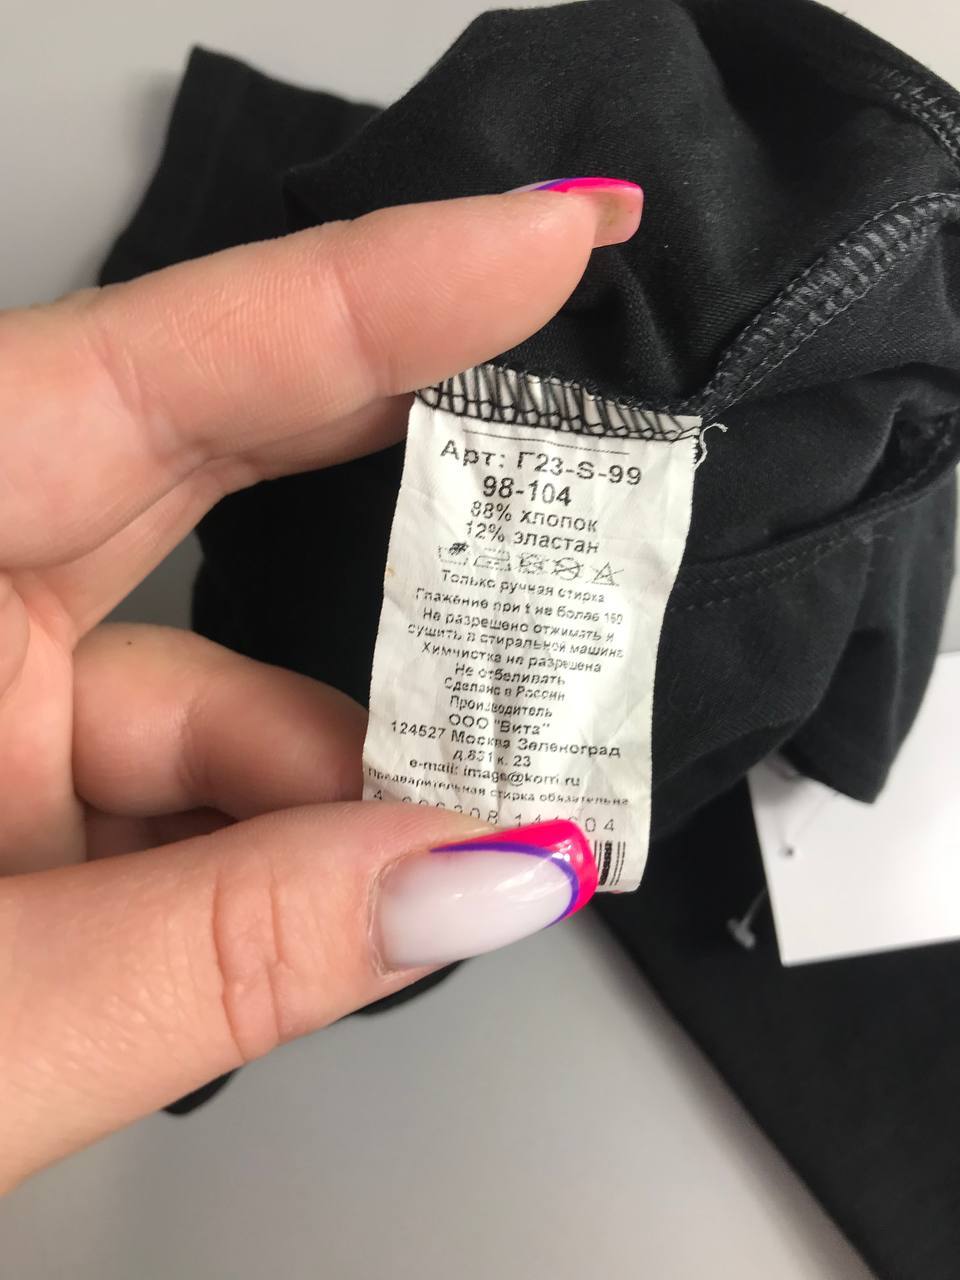 Арт: Г23-S-99
98-104
88% хлопок
12% эластан
Только ручная стирка
Глажение при t не более 150
Не разрешено отжимать и
сушить в стиральной машине
Химчистка не разрешена
Не отбеливать
Сделано в России
Производитель
ООО "Вита"
124527 Москва Зеленоград
д.831 к. 23
e-mail: image@korri.ru
Предварительная стирка обязательна